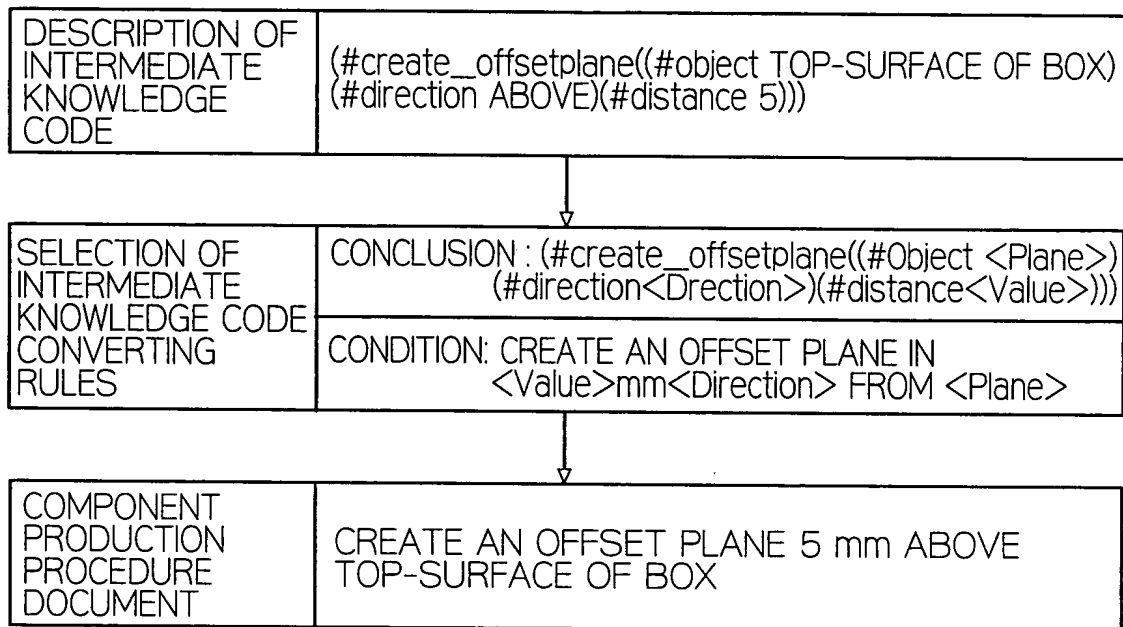 DESCRIPTION OF
INTERMEDIATE
KNOWLEDGE
CODE
(#create_offsetplane((#object TOP-SURFACE OF BOX)
(#direction ABOVE)(#distance 5)))
SELECTION OF
INTERMEDIATE
KNOWLEDGE CODE
CONVERTING
RULES
CONCLUSION : (#create_offsetplane((#Object <Plane>)
(#direction<Drection>)(#distance<Value>)))
CONDITION: CREATE AN OFFSET PLANE IN
<Value>mm<Direction> FROM <Plane>
COMPONENT
PRODUCTION
PROCEDURE
DOCUMENT
CREATE AN OFFSET PLANE 5 mm ABOVE
TOP-SURFACE OF BOX